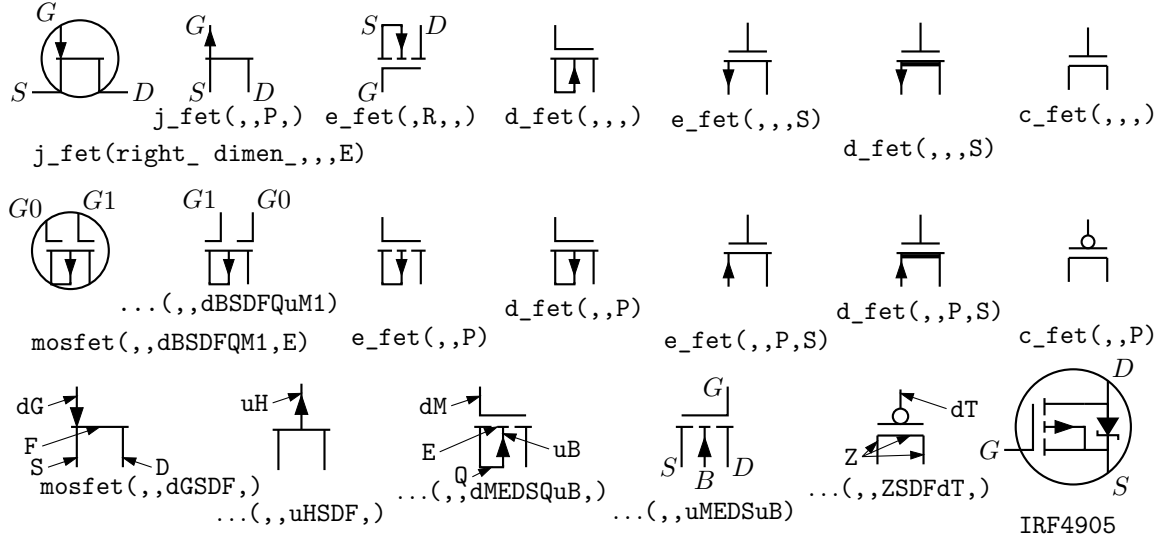 G G S D
S D S D G
j_fet(,,P,) e_fet(,R,,) d_fet(,,,) e_fet(,,,S) c_fet(,,,)
j_fet(right_ dimen_,,,E) d_fet(,,,S)
G0 G1 G1 G0
...(,,dBSDFQuM1) d_fet(,,P) d_fet(,,P,S)
mosfet(,,dBSDFQM1,E) e_fet(,,P) e_fet(,,P,S) c_fet(,,P)
dG uH dM G dT D
F E uB Z G
S D Q S B D S
mosfet(,,dGSDF,) ...(,,dMEDSQuB,) ...(,,ZSDFdT,)
...(,,uHSDF,) ...(,,uMEDSuB) IRF4905